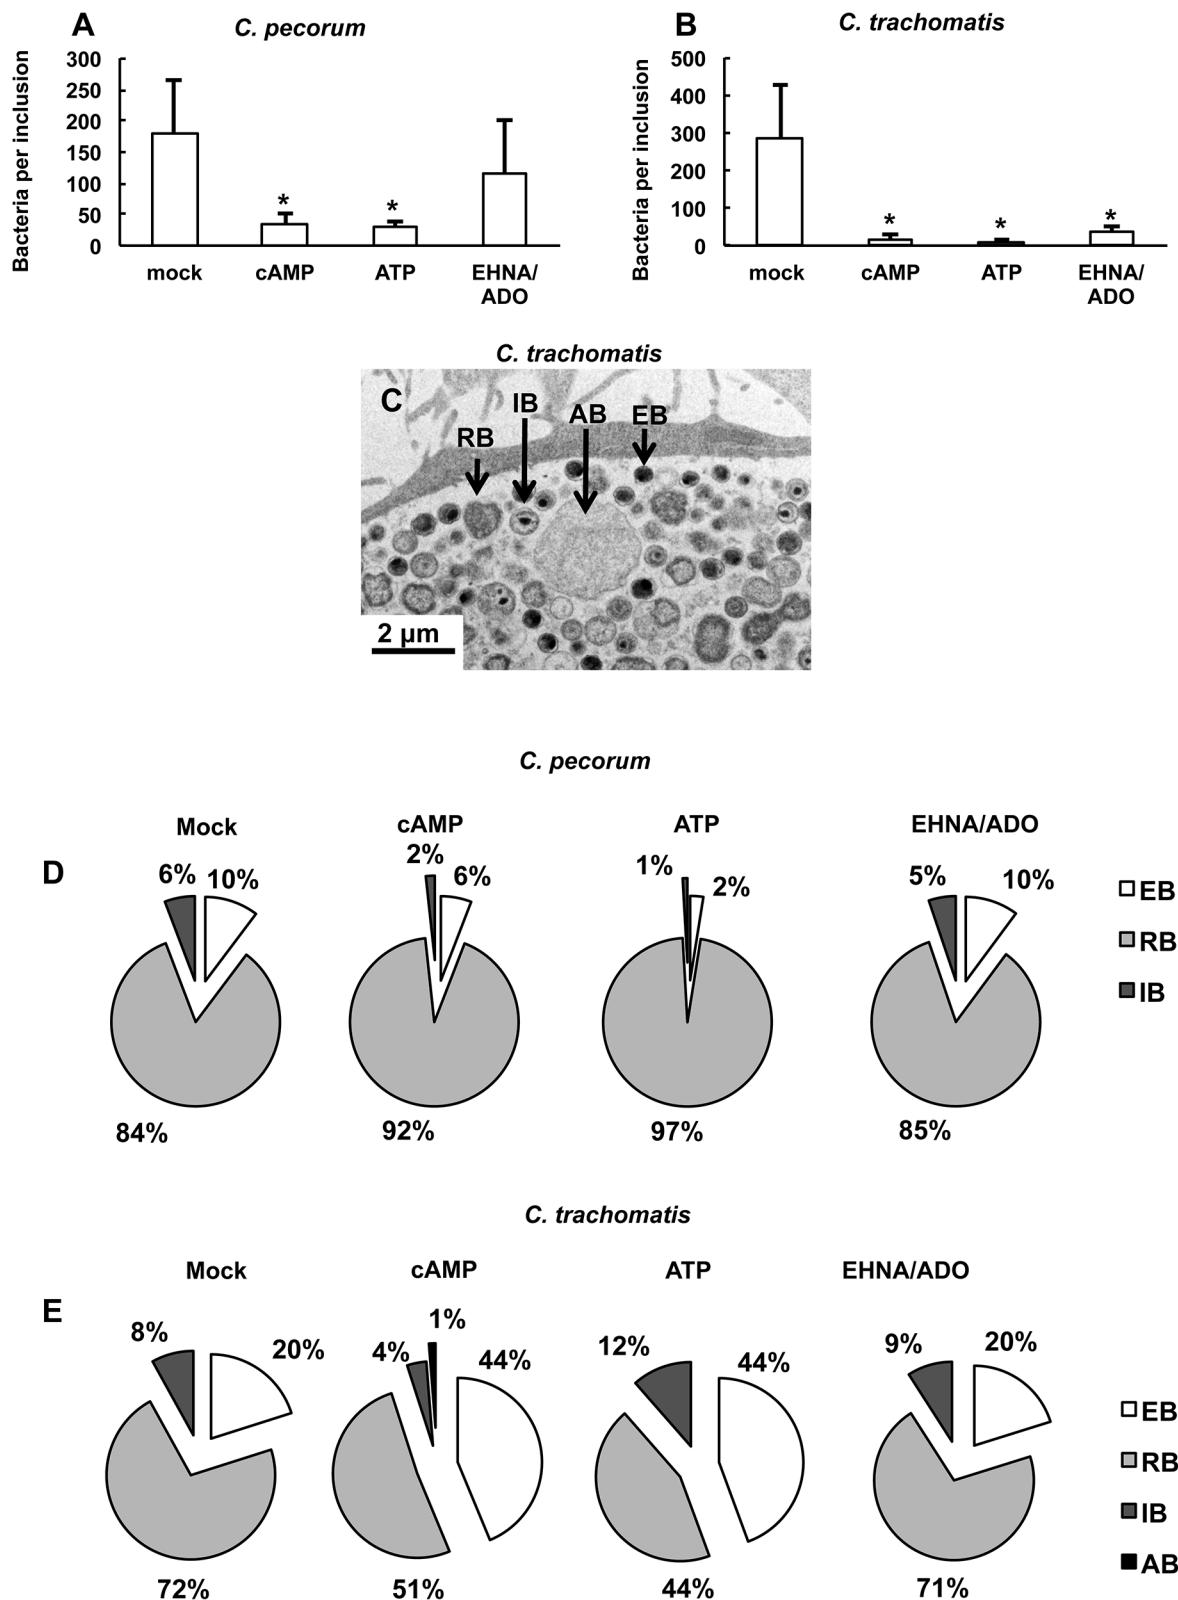 A
C. pecorum
Bacteria per inclusion
300
250
200
150
100
50
0
*
*
mock
cAMP
ATP
EHNA/
ADO
B
C. trachomatis
Bacteria per inclusion
500
400
300
200
100
0
*
*
*
mock
cAMP
ATP
EHNA/
ADO
C. trachomatis
C
RB
IB
AB
EB
2 µm
C. pecorum
D
Mock
cAMP
ATP
EHNA/ADO
6%
10%
84%
2%
6%
92%
1%
2%
97%
5%
10%
85%
EB
RB
IB
C. trachomatis
E
Mock
cAMP
ATP
EHNA/ADO
8%
20%
72%
4%
1%
44%
51%
12%
44%
44%
9%
20%
71%
EB
RB
IB
AB